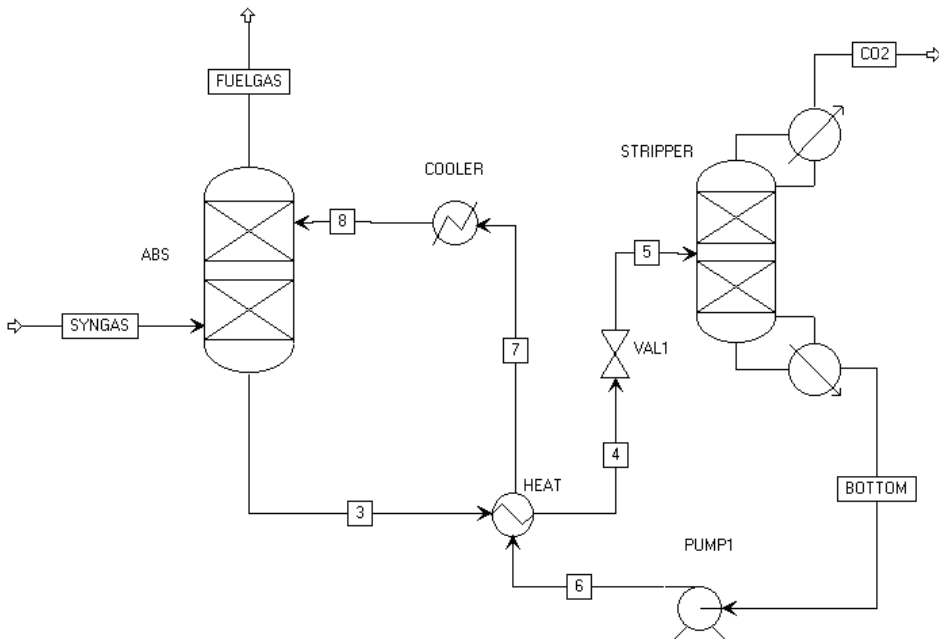 CO2
FUELGAS
STRIPPER
COOLER
8
5
ABS
SYNGAS
7
VAL1
4
HEAT
BOTTOM
3
PUMP1
6